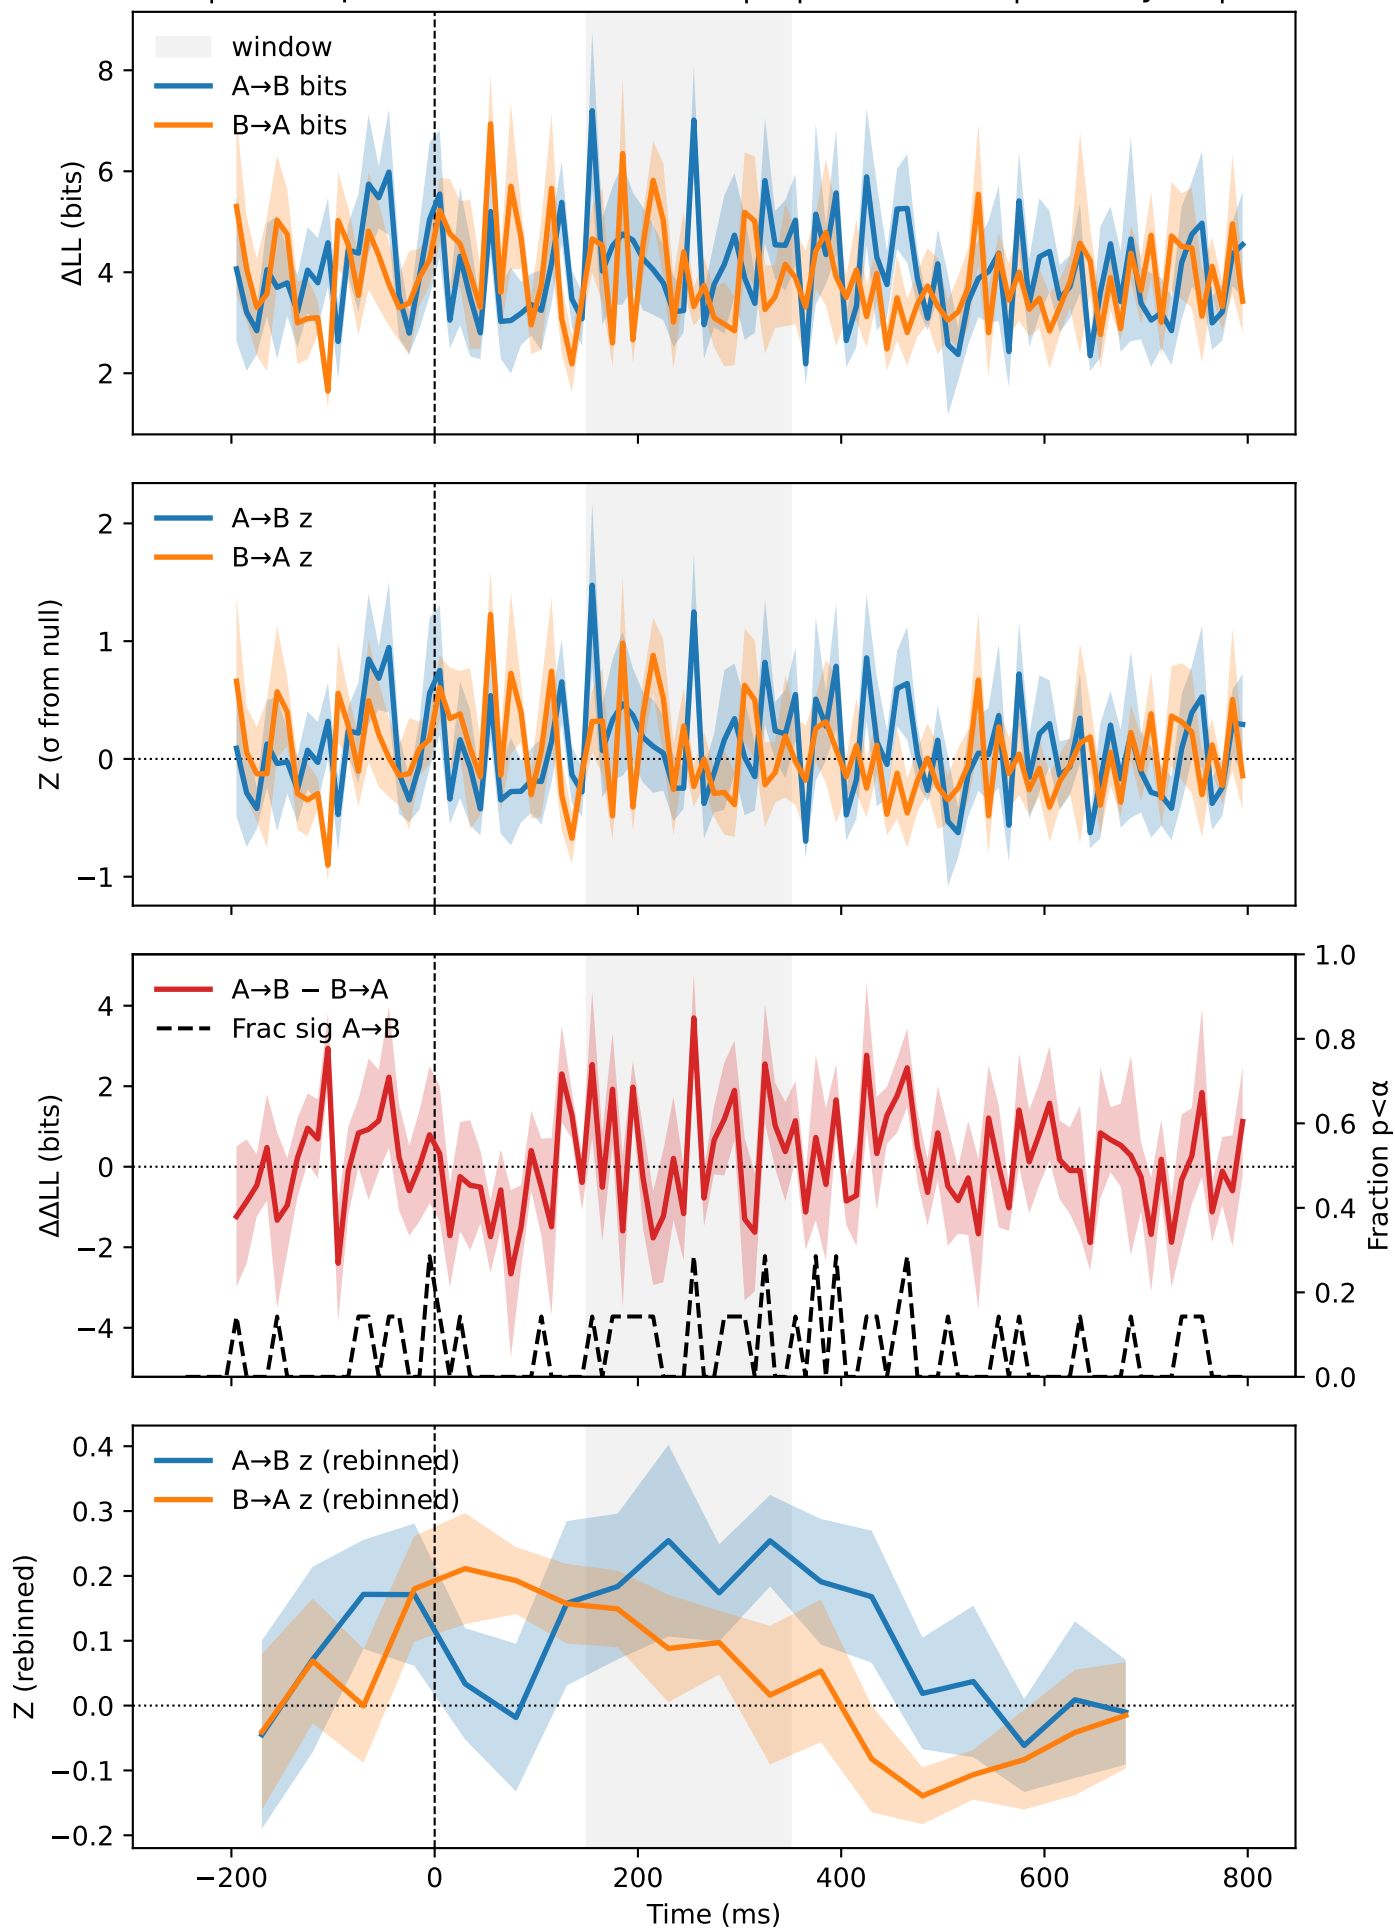 window
A→B bits
B→A bits
ΔLL (bits)
8
6
4
2
A→B z
B→A z
Z (σ from null)
2
1
0
−1
A→B − B→A
Frac sig A→B
ΔΔLL (bits)
4
2
0
−2
−4
1.0
0.8
0.6
0.4
0.2
0.0
Fraction p<α
A→B z (rebinned)
B→A z (rebinned)
Z (rebinned)
0.4
0.3
0.2
0.1
0.0
−0.1
−0.2
−200
0
200
400
600
800
Time (ms)